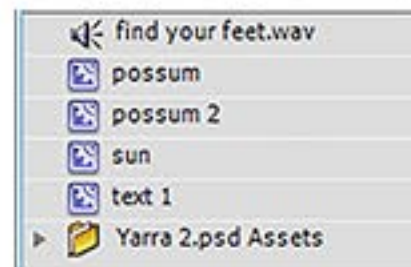 find your feet.wav
possum
possum 2
sun
text 1
Yarra 2.psd Assets